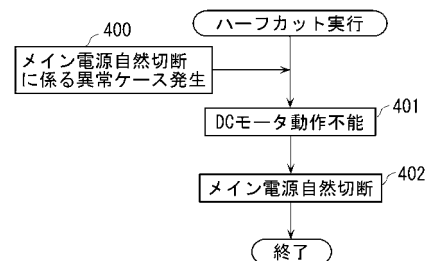 ハーフカット実行
400
メイン電源自然切断
に係る異常ケース発生
DCモータ動作不能
401
メイン電源自然切断
402
終了